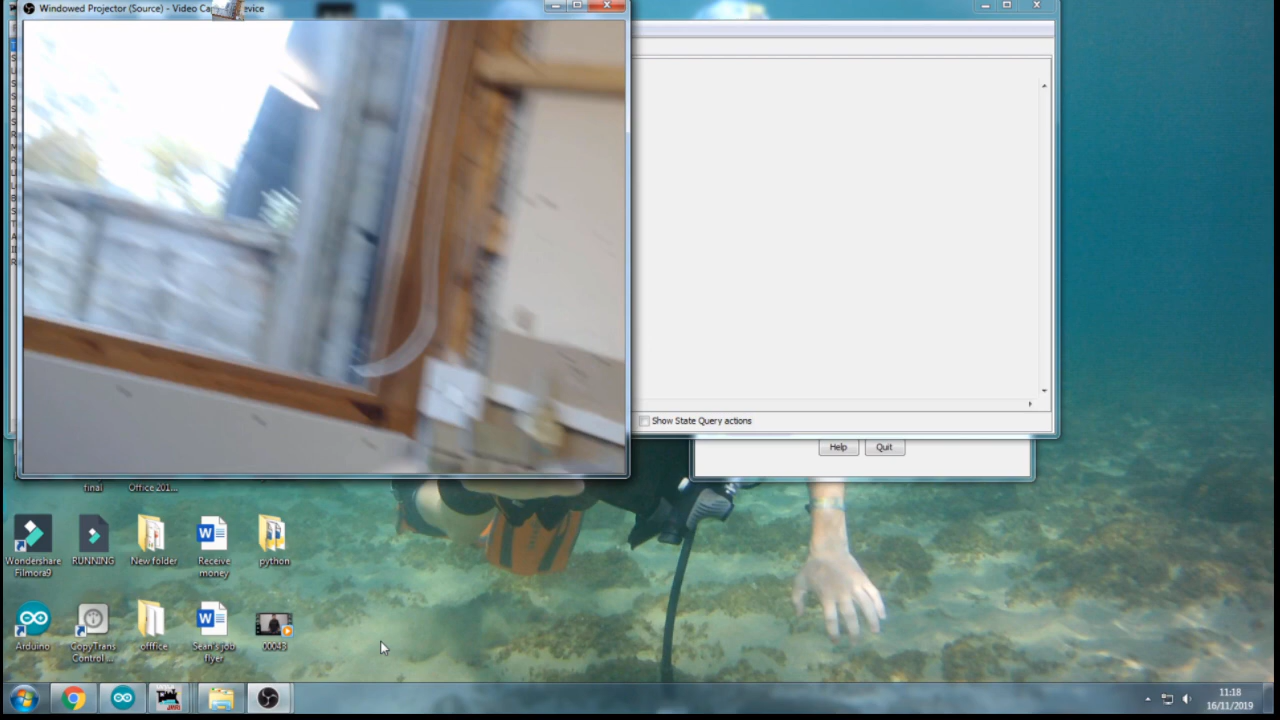 Windowed Projector (Source) - Video Ca
evice
Show State Query actions
Help
Quit
final
Office 201...
Wondershare
Filmora9
RUNNING
New folder
Receive
money
python
Arduino
CopyTrans
Control ...
offfice
Sean's job
flyer
00043
11:18
16/11/2019